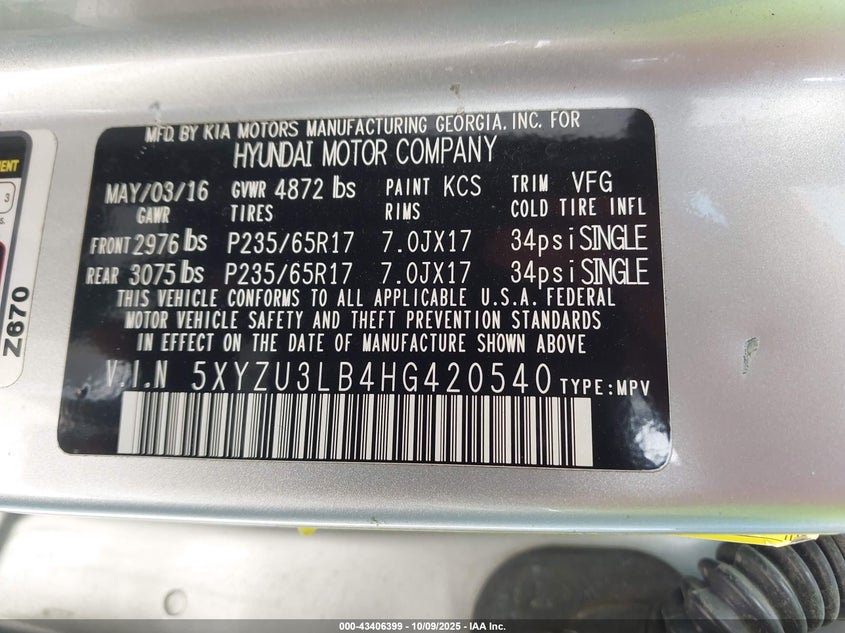 MFD. BY KIA MOTORS MANUFACTURING GEORGIA. INC. FOR
HYUNDAI MOTOR COMPANY
MAY/03/16 GVWR 4872 lbs PAINT KCS TRIM VFG
GAWR TIRES RIMS COLD TIRE INFL
FRONT 2976 lbs P235/65R17 7.0JX17 34psi SINGLE
REAR 3075 lbs P235/65R17 7.0JX17 34psi SINGLE
THIS VEHICLE CONFORMS TO ALL APPLICABLE U.S.A. FEDERAL
MOTOR VEHICLE SAFETY AND THEFT PREVENTION STANDARDS
IN EFFECT ON THE DATE OF MANUFACTURE SHOWN ABOVE
V.I.N 5XYZU3LB4HG420540 TYPE:MPV
3
Z670
000-43406399 - 10/09/2025 - IAA Inc.